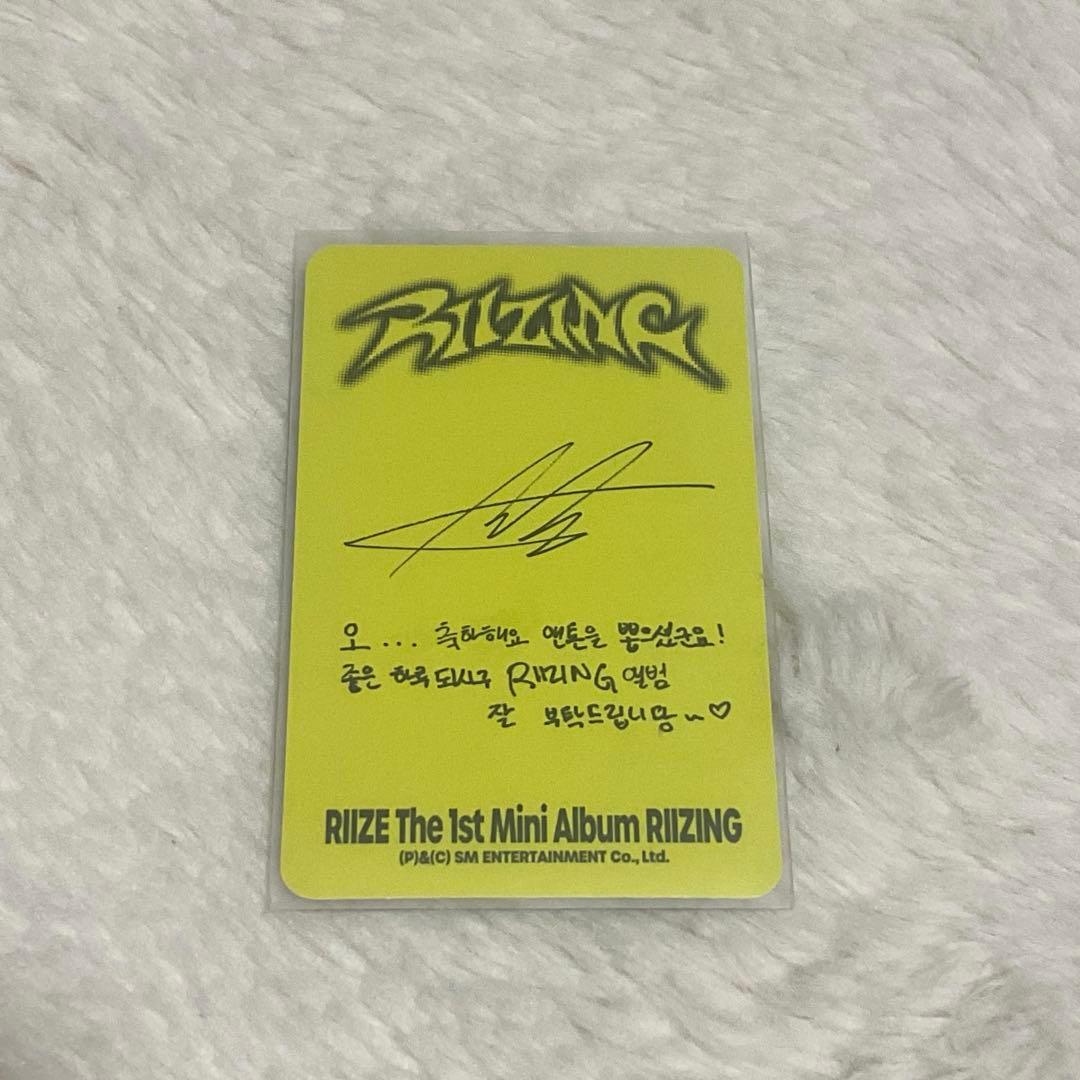 RIIZING
오... 축하해요 앤톤을 뽑으셨군요!
좋은 하루 되시구 RIIZING 앨범
잘 부탁드립니당~♡
RIIZE The 1st Mini Album RIIZING
(P)&(C) SM ENTERTAINMENT Co., Ltd.